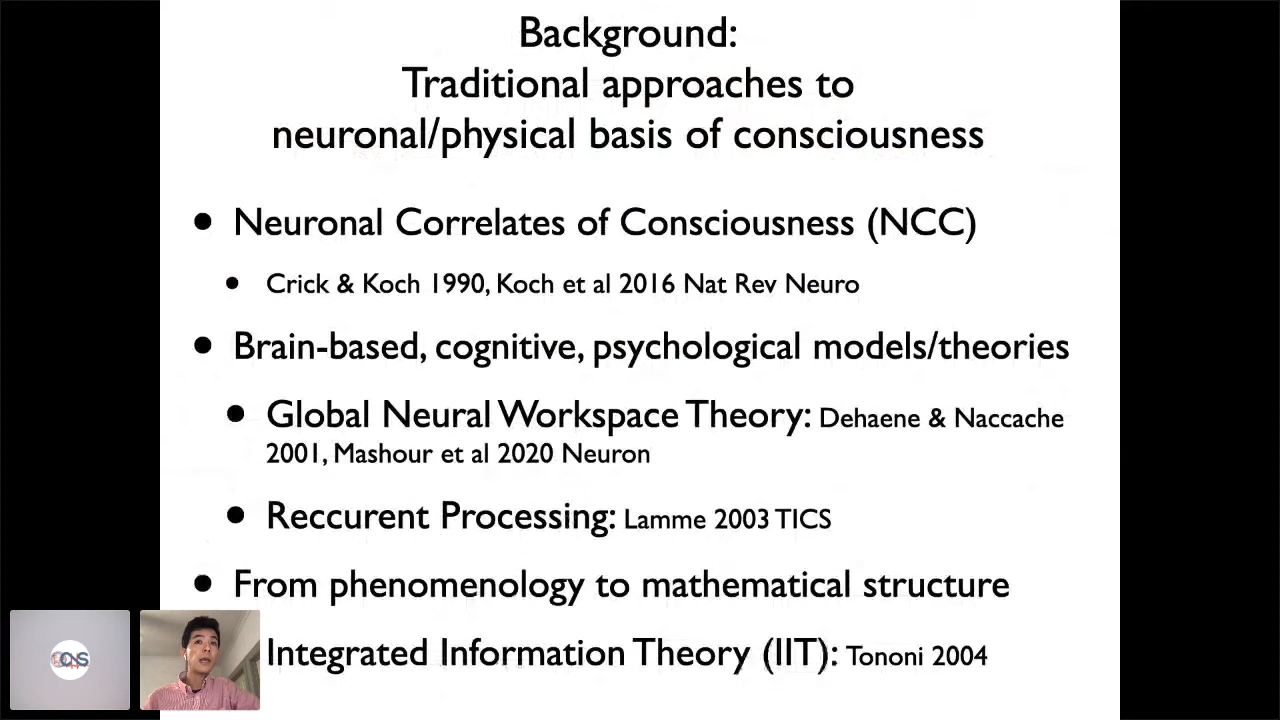 Background:
Traditional approaches to
neuronal/physical basis of consciousness
• Neuronal Correlates of Consciousness (NCC)
• Crick & Koch 1990, Koch et al 2016 Nat Rev Neuro
• Brain-based, cognitive, psychological models/theories
• Global Neural Workspace Theory: Dehaene & Naccache
2001, Mashour et al 2020 Neuron
• Reccurent Processing: Lamme 2003 TICS
• From phenomenology to mathematical structure
Integrated Information Theory (IIT): Tononi 2004